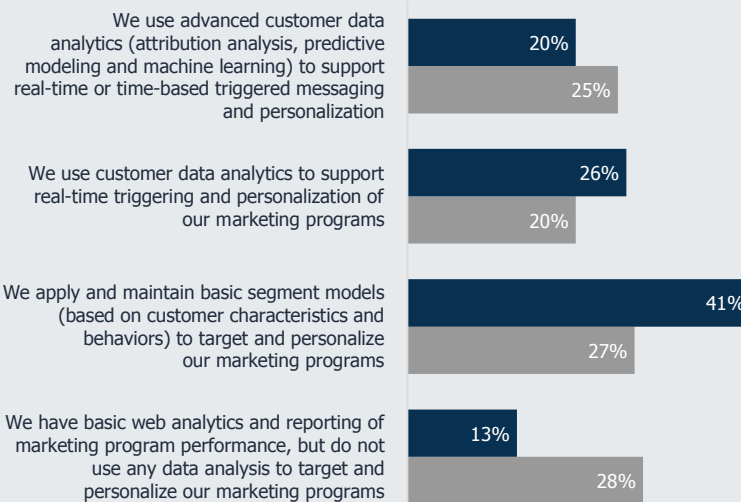 We use advanced customer data
analytics (attribution analysis, predictive
modeling and machine learning) to support
real-time or time-based triggered messaging
and personalization
20%
25%
We use customer data analytics to support
real-time triggering and personalization of
our marketing programs
26%
20%
We apply and maintain basic segment models
(based on customer characteristics and
behaviors) to target and personalize
our marketing programs
41%
27%
We have basic web analytics and reporting of
marketing program performance, but do not
use any data analysis to target and
personalize our marketing programs
13%
28%